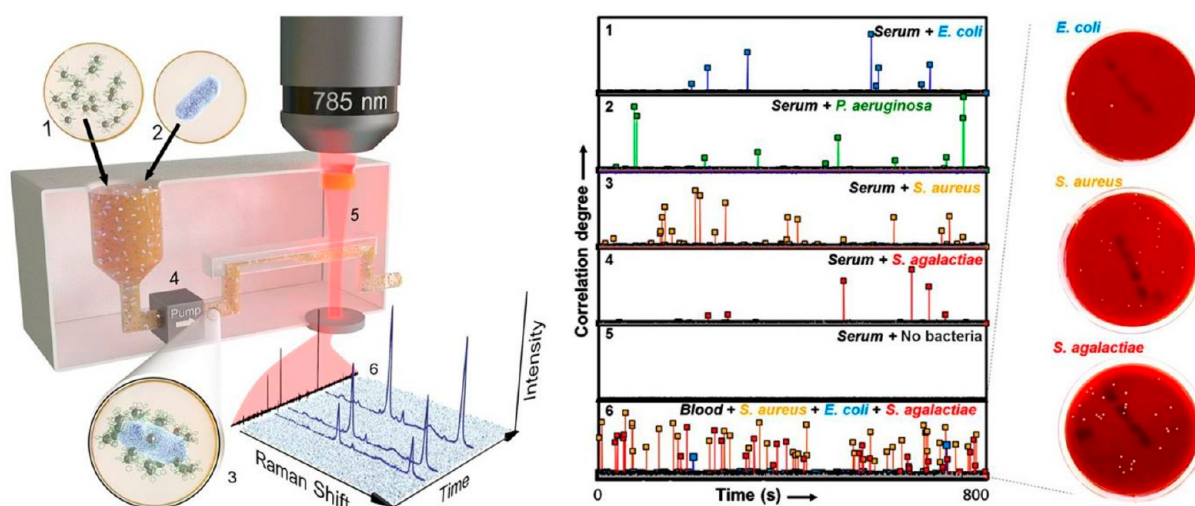 1
2
785 nm
5
4
Pump
3
6
Intensity
Raman Shift
Time
Correlation degree
1
Serum + E. coli
2
Serum + P. aeruginosa
3
Serum + S. aureus
4
Serum + S. agalactiae
5
Serum + No bacteria
6
Blood + S. aureus + E. coli + S. agalactiae
0
Time (s)
800
E. coli
S. aureus
S. agalactiae